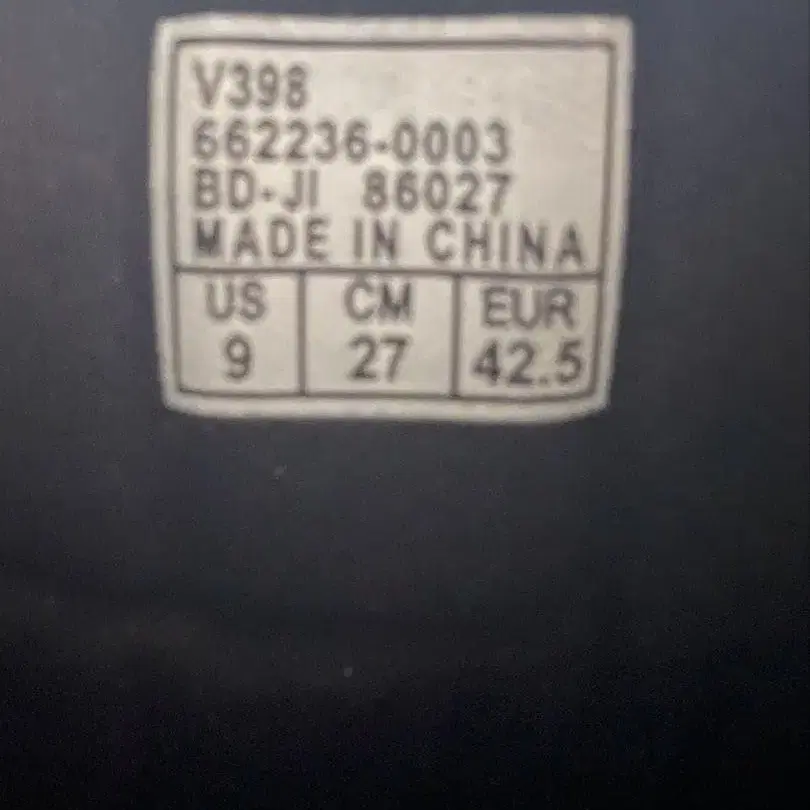 V398
662236-0003
BD-JI 86027
MADE IN CHINA
US CM EUR
9 27 42.5